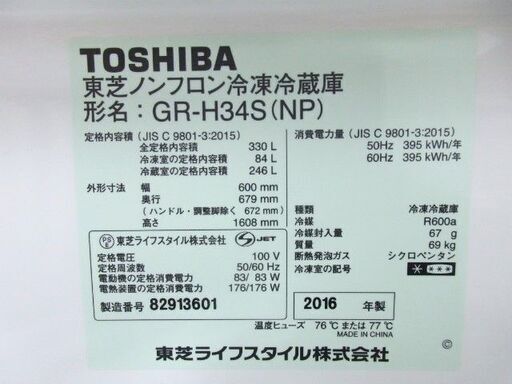 TOSHIBA
東芝ノンフロン冷凍冷蔵庫
形名：GR-H34S(NP)
定格内容積 (JIS C 9801-3:2015)
全定格内容積 330 L
冷凍室の定格内容積 84 L
冷蔵室の定格内容積 246 L
外形寸法 幅 600 mm
奥行 679 mm
(ハンドル・調整脚除く 672 mm)
高さ 1608 mm
消費電力量 (JIS C 9801-3:2015)
50Hz 395 kWh/年
60Hz 395 kWh/年
種類 冷凍冷蔵庫
冷媒 R600a
冷媒封入量 67 g
質量 69 kg
断熱発泡ガス シクロペンタン
冷凍室の記号 * ***
PS E 東芝ライフスタイル株式会社 S JET
定格電圧 100 V
定格周波数 50/60 Hz
電動機の定格消費電力 83/ 83 W
電熱装置の定格消費電力 176/176 W
製造番号 82913601
2016 年製
温度ヒューズ 76℃ または 77℃
MADE IN CHINA
東芝ライフスタイル株式会社
©